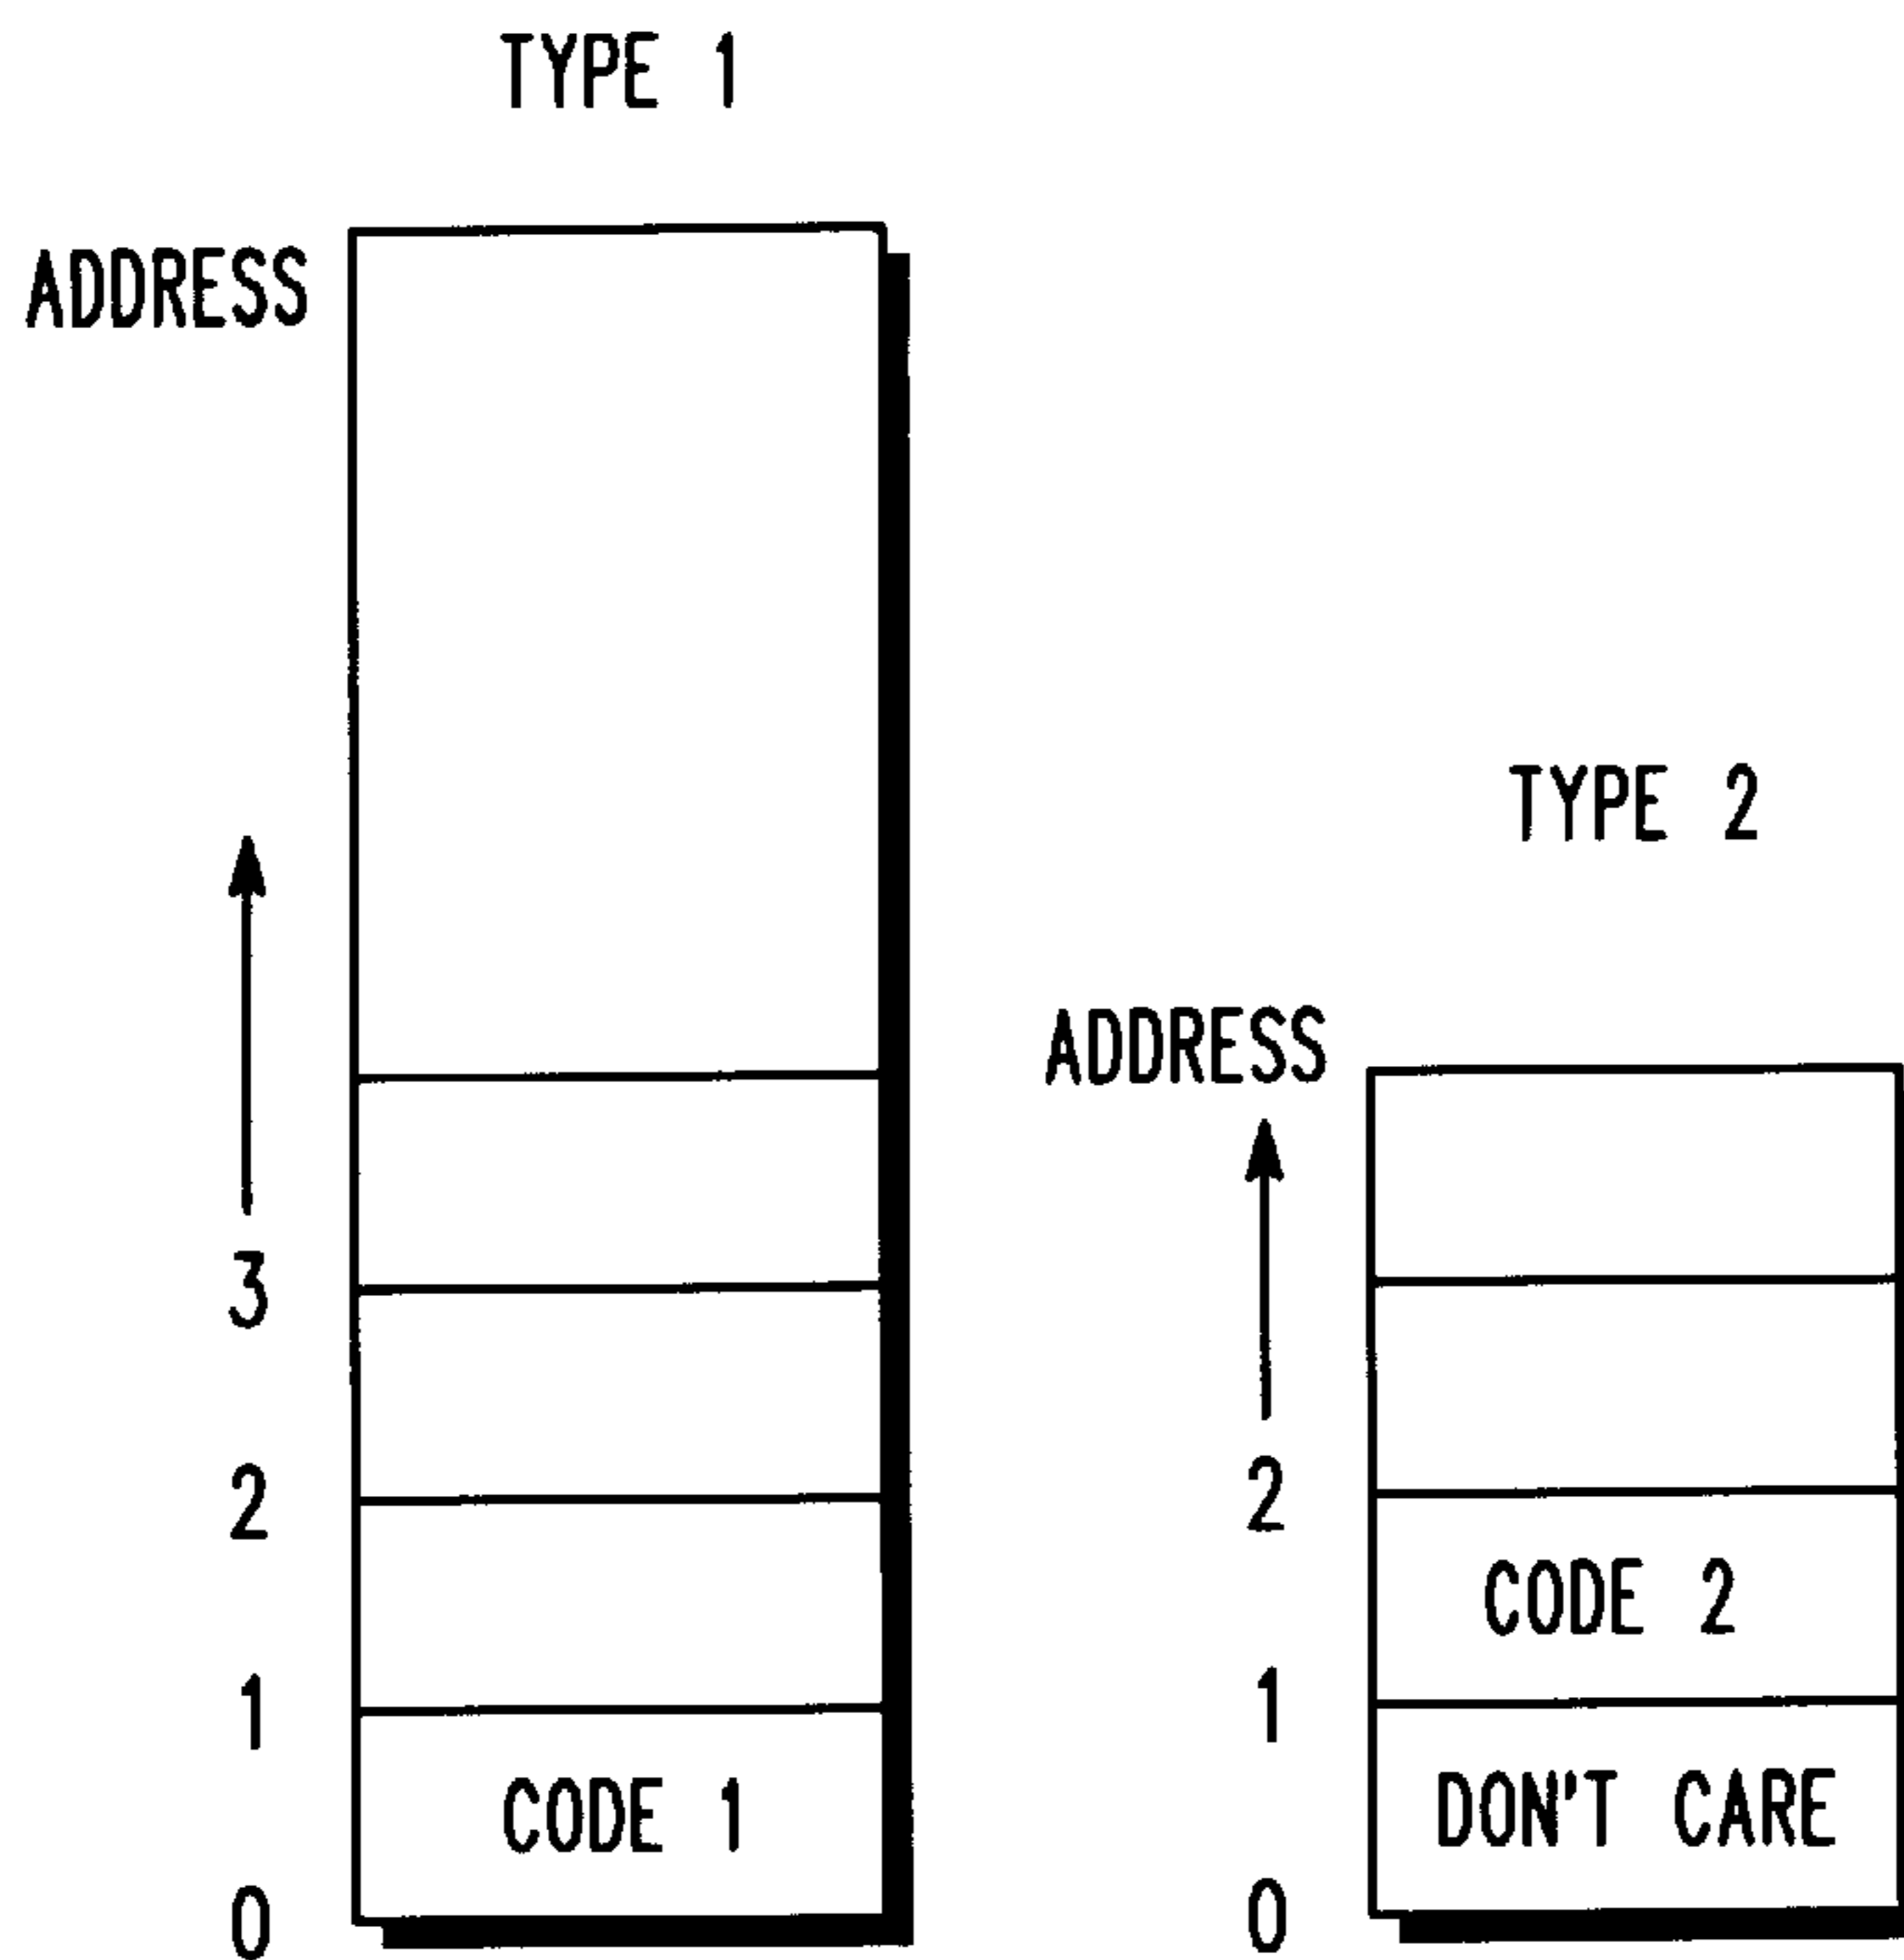 TYPE 1
ADDRESS
3
2
1
CODE 1
0
TYPE 2
ADDRESS
2
CODE 2
1
DON'T CARE
0